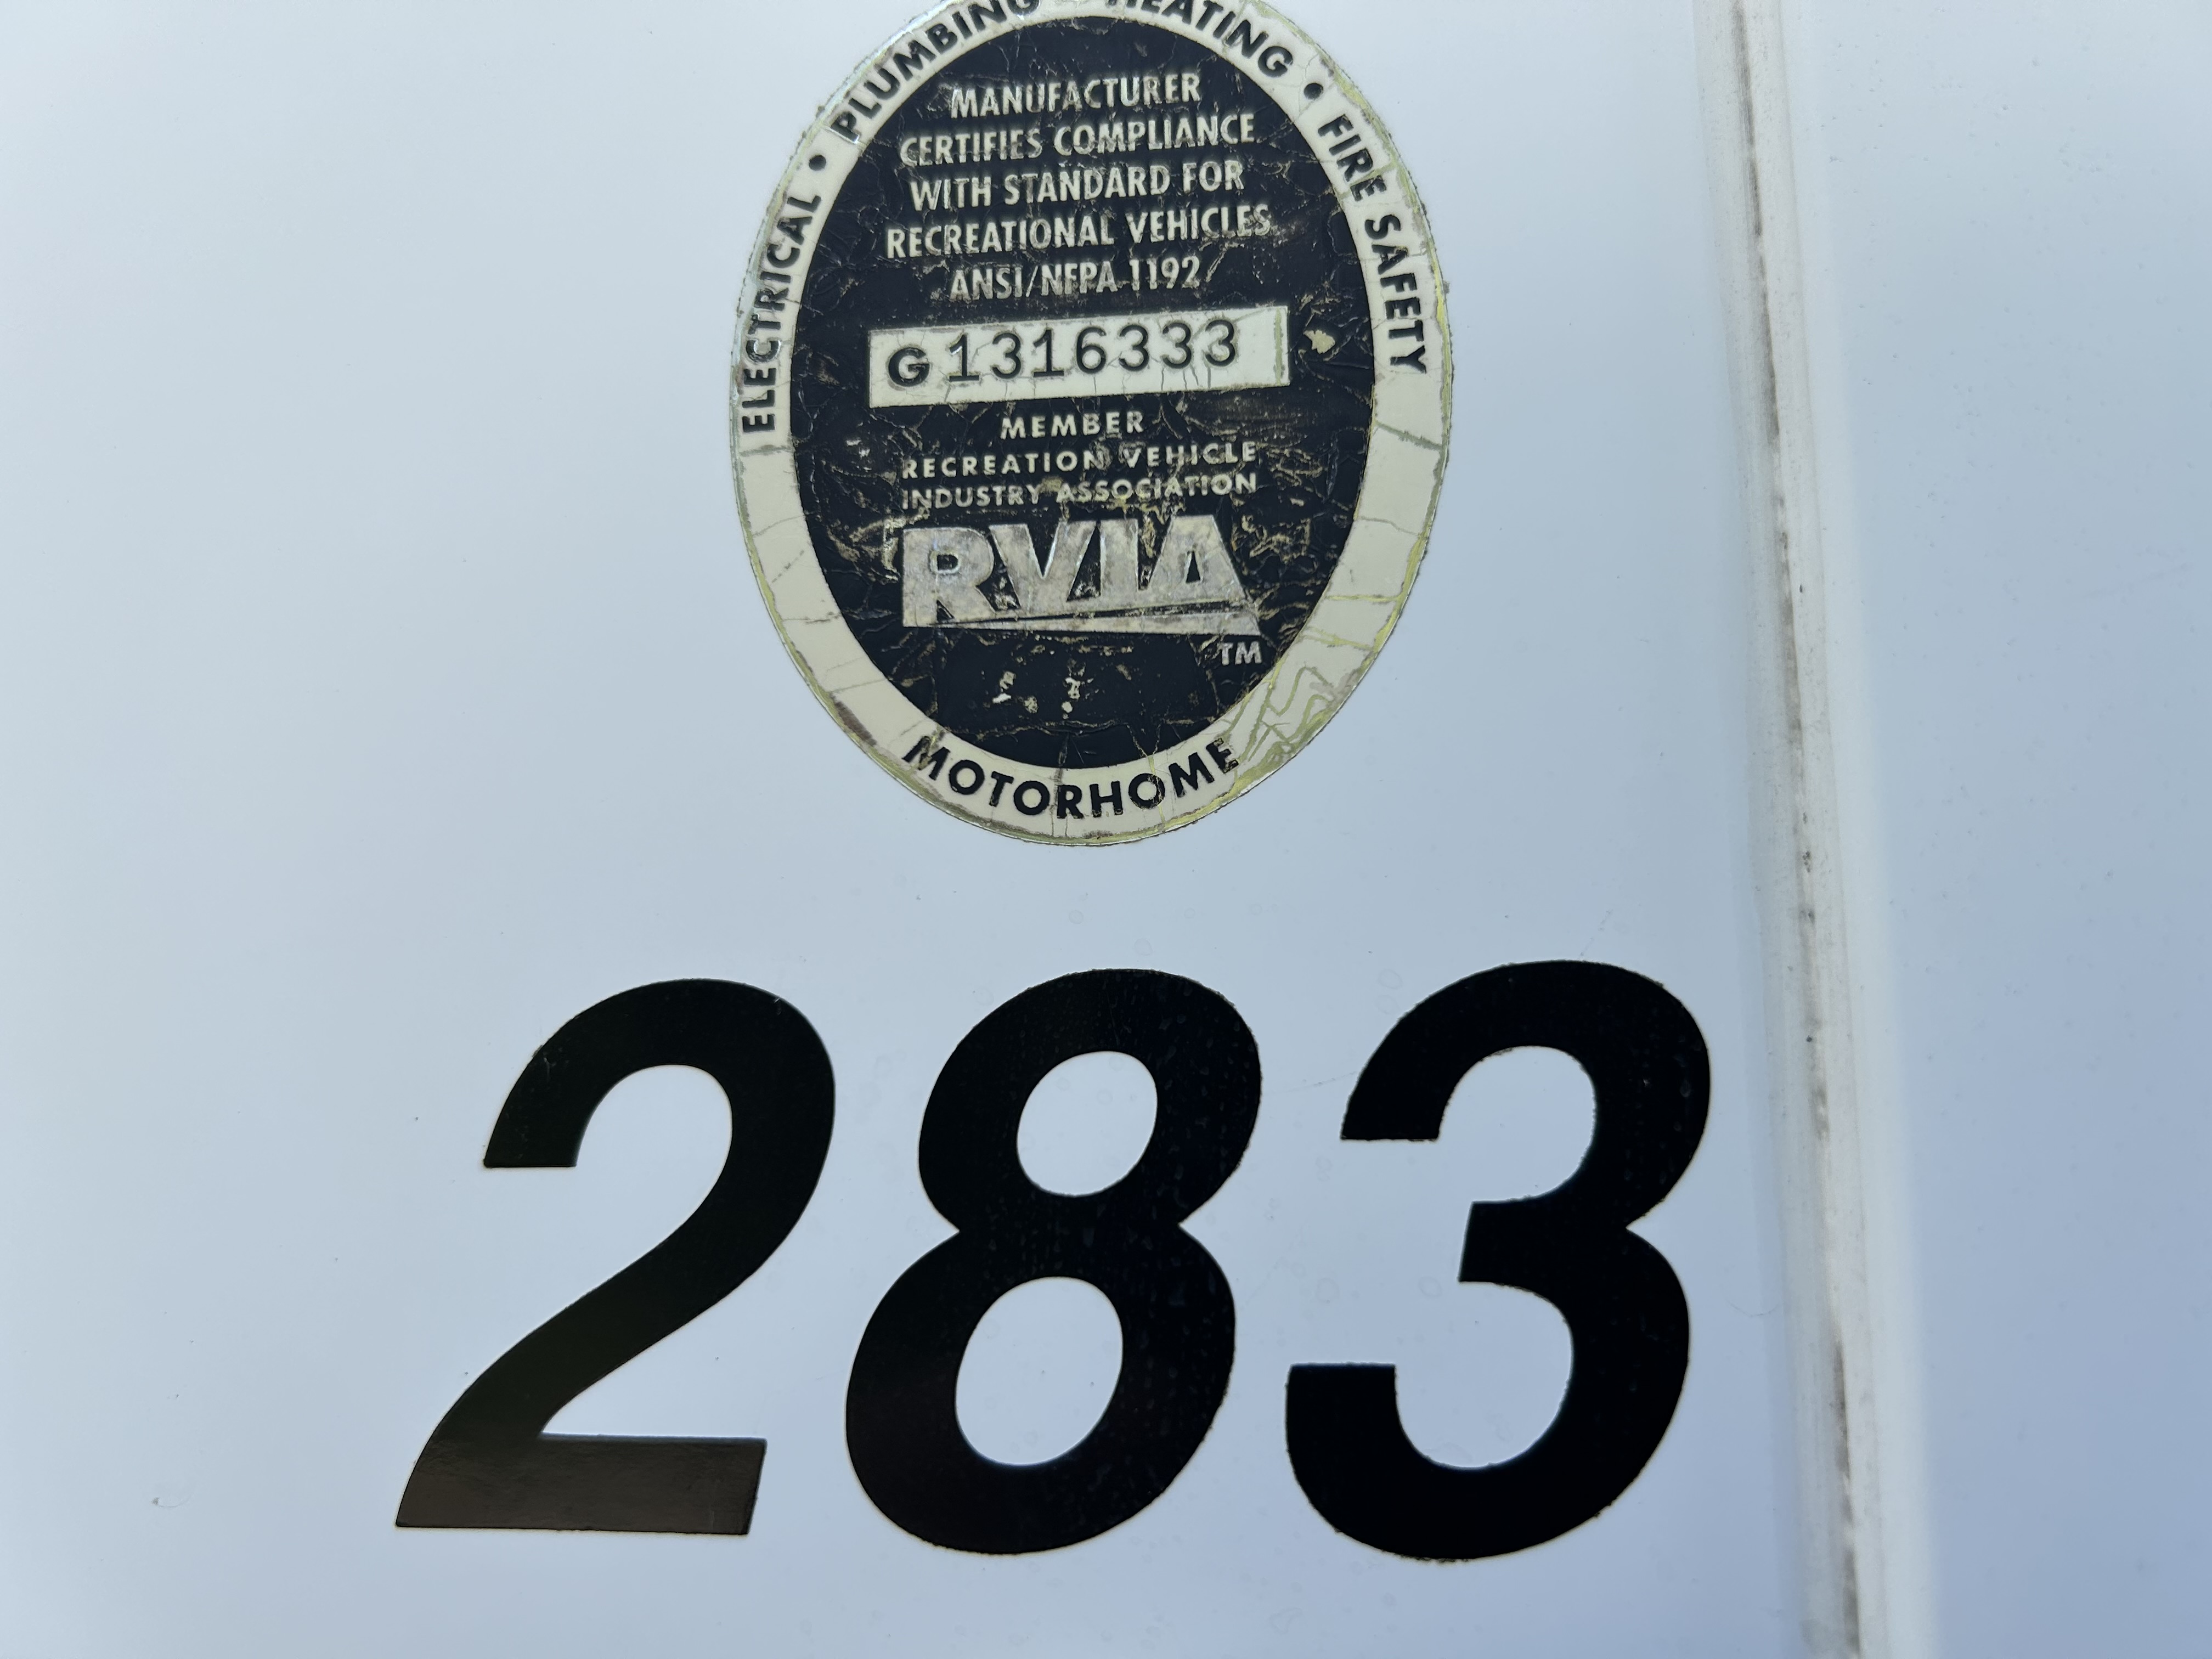 ELECTRICAL • PLUMBING • HEATING • FIRE SAFETY
MANUFACTURER
CERTIFIES COMPLIANCE
WITH STANDARD FOR
RECREATIONAL VEHICLES
ANSI/NFPA 1192
G1316333
MEMBER
RECREATION VEHICLE
INDUSTRY ASSOCIATION
RVIA
TM
MOTORHOME
283